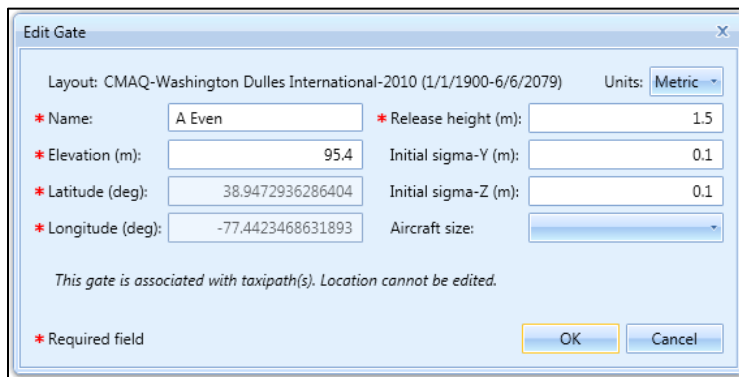 Edit Gate
Layout: CMAQ-Washington Dulles International-2010 (1/1/1900-6/6/2079) Units: Metric
* Name: A Even * Release height (m): 1.5
* Elevation (m): 95.4 Initial sigma-Y (m): 0.1
* Latitude (deg): 38.9472936286404 Initial sigma-Z (m): 0.1
* Longitude (deg): -77.4423468631893 Aircraft size:
This gate is associated with taxipath(s). Location cannot be edited.
* Required field OK Cancel